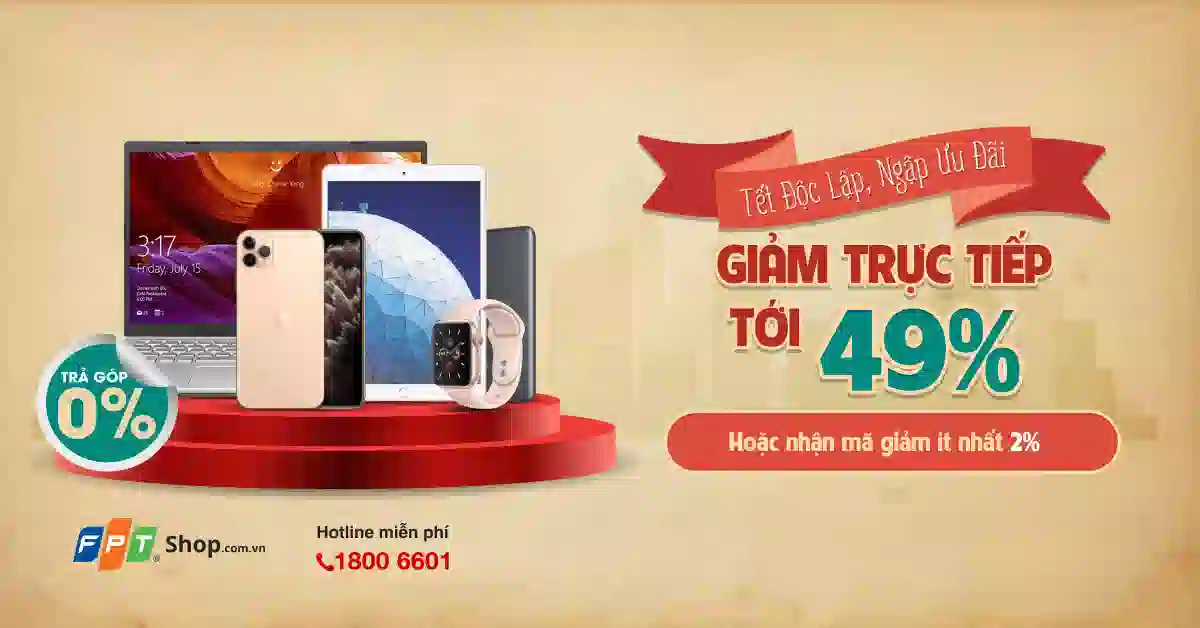 Tết Độc Lập, Ngập Ưu Đãi
GIẢM TRỰC TIẾP
TỚI 49%
Hoặc nhận mã giảm ít nhất 2%
3:17
Friday, July 15
TRẢ GÓP
0%
FPT® Shop.com.vn
Hotline miễn phí
1800 6601